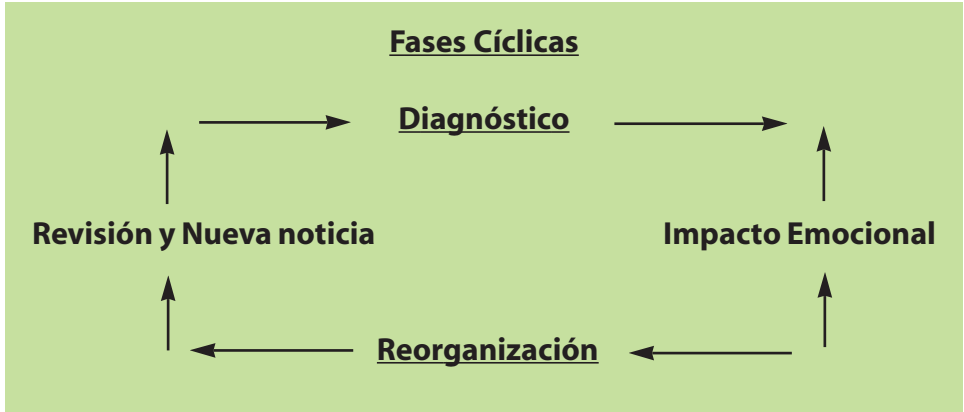 Fases Cíclicas
Diagnóstico
Revisión y Nueva noticia
Impacto Emocional
Reorganización